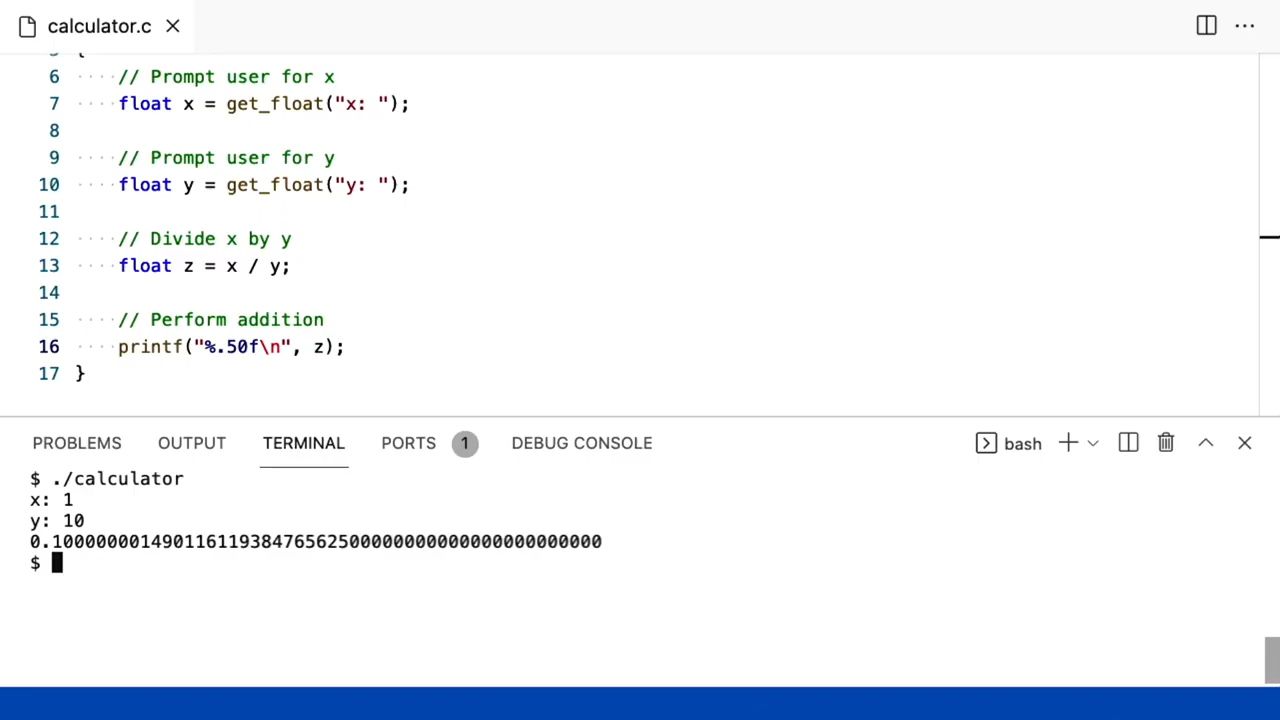 calculator.c
5 {
6 // Prompt user for x
7 float x = get_float("x: ");
8
9 // Prompt user for y
10 float y = get_float("y: ");
11
12 // Divide x by y
13 float z = x / y;
14
15 // Perform addition
16 printf("%.50f\n", z);
17 }
PROBLEMS OUTPUT TERMINAL PORTS 1 DEBUG CONSOLE bash
$ ./calculator
x: 1
y: 10
0.10000000149011611938476562500000000000000000000000
$